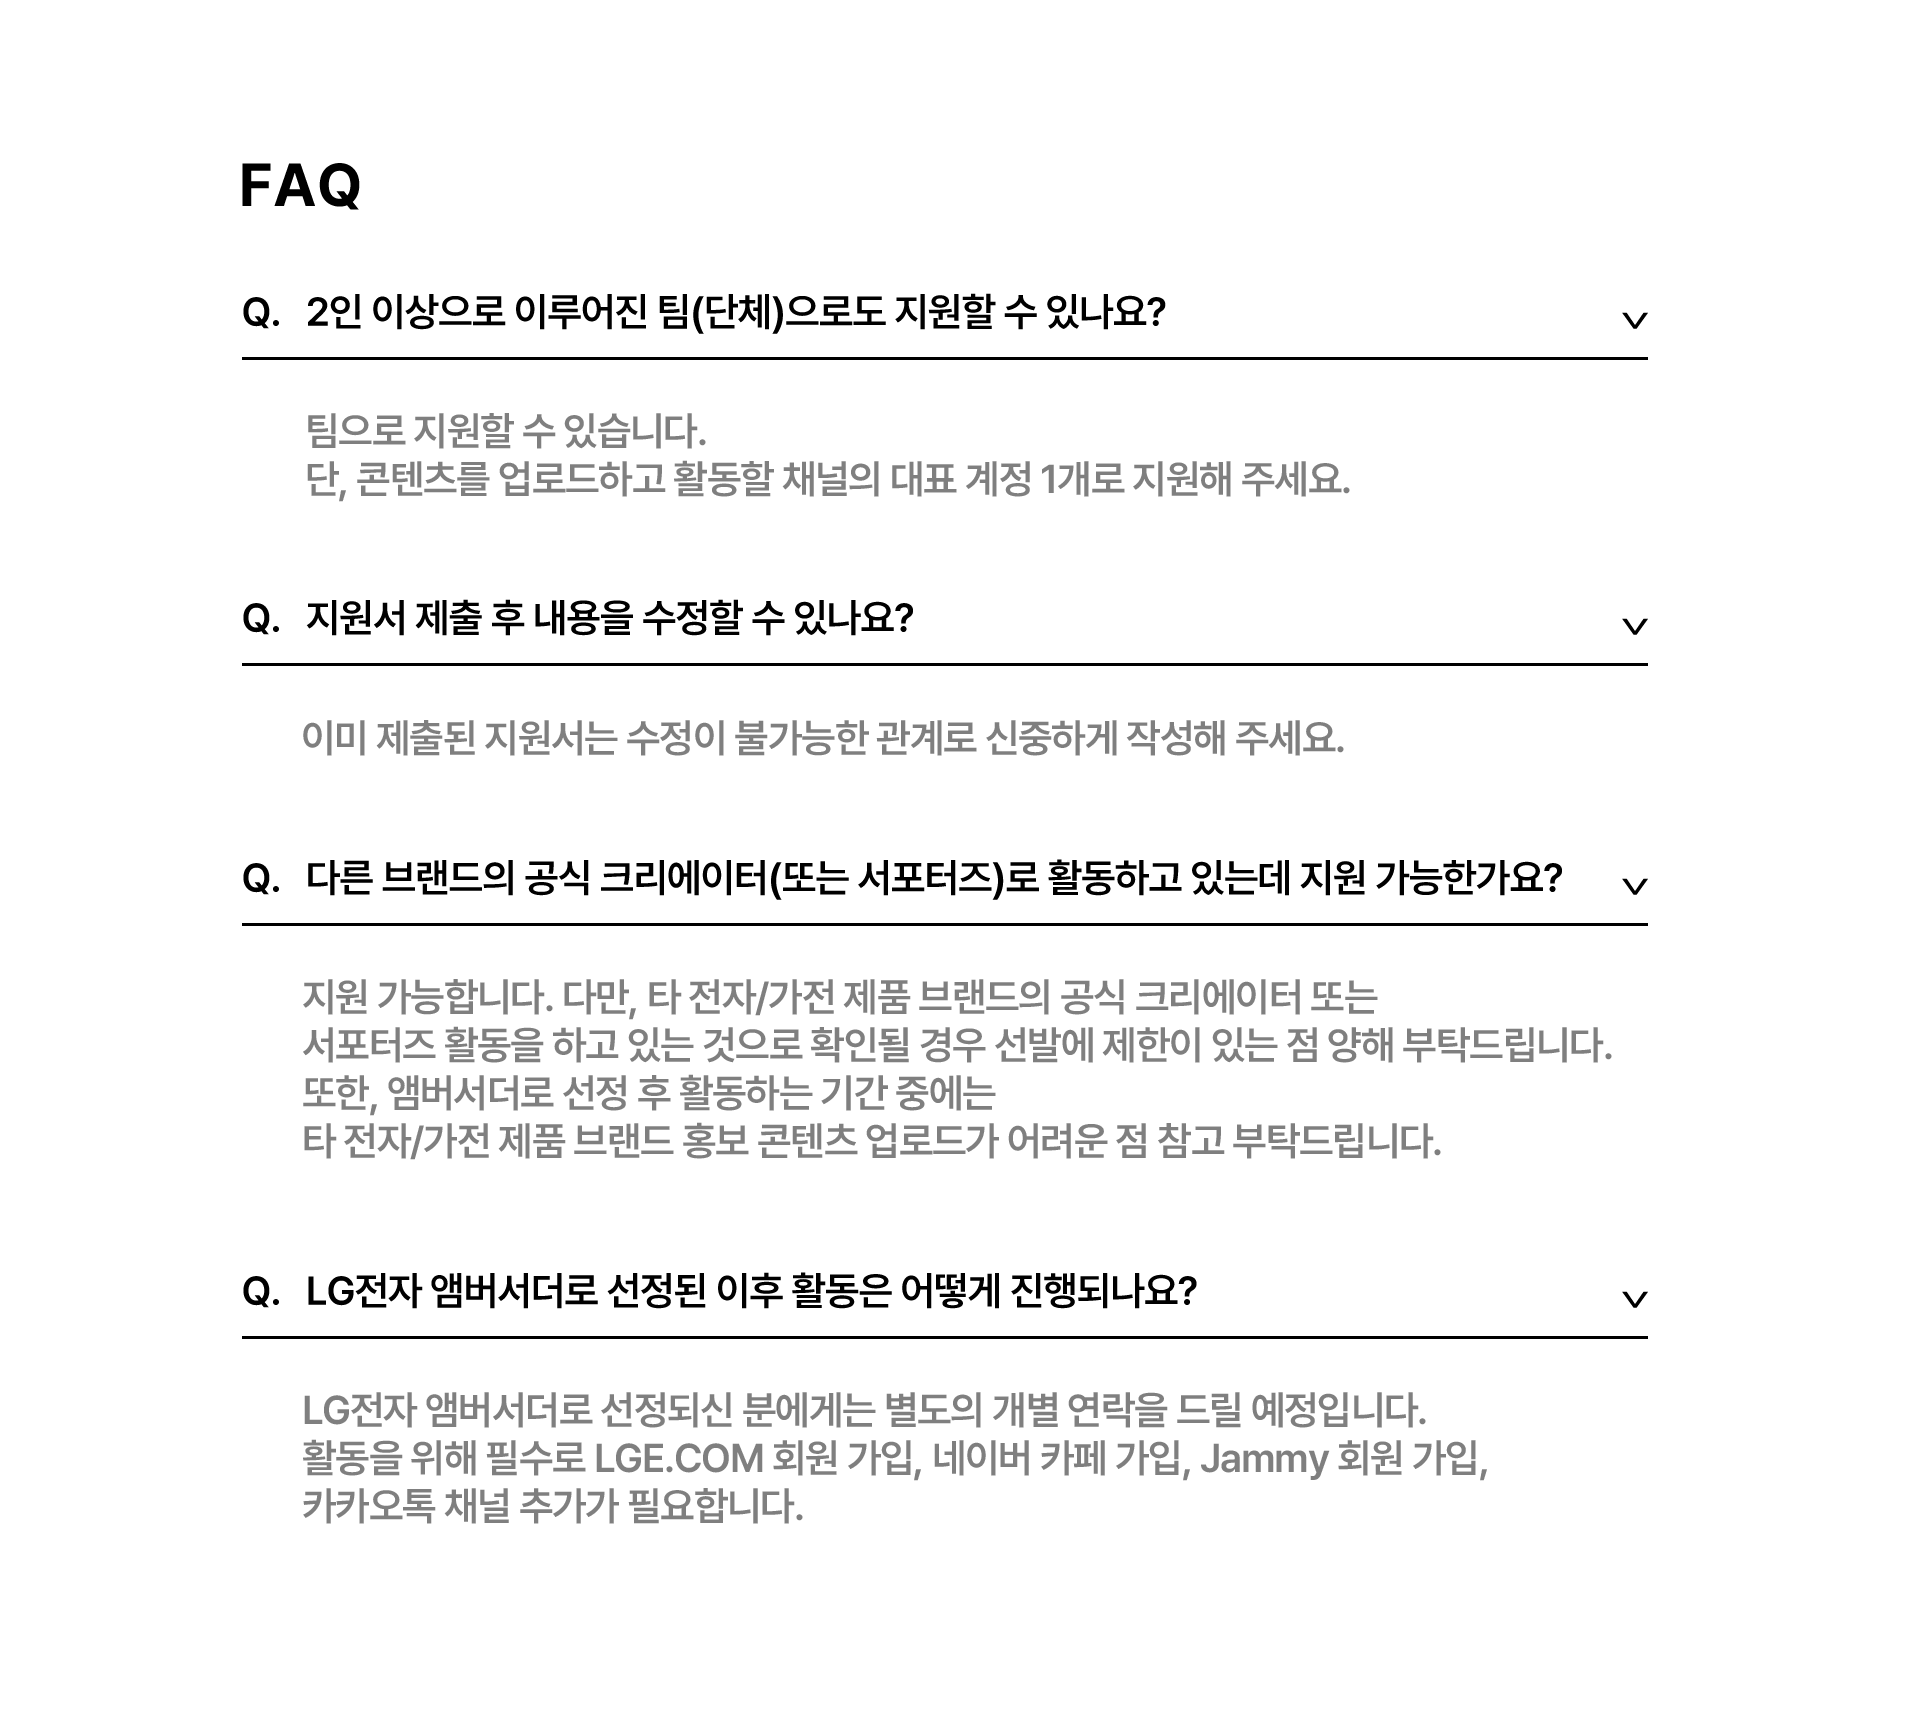 FAQ
Q. 2인 이상으로 이루어진 팀(단체)으로도 지원할 수 있나요?
팀으로 지원할 수 있습니다.
단, 콘텐츠를 업로드하고 활동할 채널의 대표 계정 1개로 지원해 주세요.
Q. 지원서 제출 후 내용을 수정할 수 있나요?
이미 제출된 지원서는 수정이 불가능한 관계로 신중하게 작성해 주세요.
Q. 다른 브랜드의 공식 크리에이터(또는 서포터즈)로 활동하고 있는데 지원 가능한가요?
지원 가능합니다. 다만, 타 전자/가전 제품 브랜드의 공식 크리에이터 또는
서포터즈 활동을 하고 있는 것으로 확인될 경우 선발에 제한이 있는 점 양해 부탁드립니다.
또한, 앰버서더로 선정 후 활동하는 기간 중에는
타 전자/가전 제품 브랜드 홍보 콘텐츠 업로드가 어려운 점 참고 부탁드립니다.
Q. LG전자 앰버서더로 선정된 이후 활동은 어떻게 진행되나요?
LG전자 앰버서더로 선정되신 분에게는 별도의 개별 연락을 드릴 예정입니다.
활동을 위해 필수로 LGE.COM 회원 가입, 네이버 카페 가입, Jammy 회원 가입,
카카오톡 채널 추가가 필요합니다.